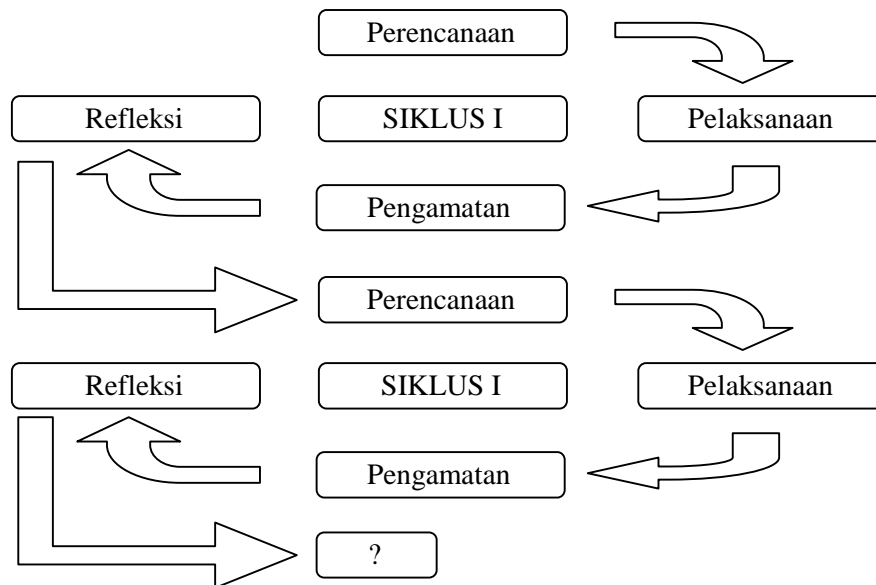 Perencanaan
Refleksi
SIKLUS I
Pelaksanaan
Pengamatan
Perencanaan
Refleksi
SIKLUS I
Pelaksanaan
Pengamatan
?